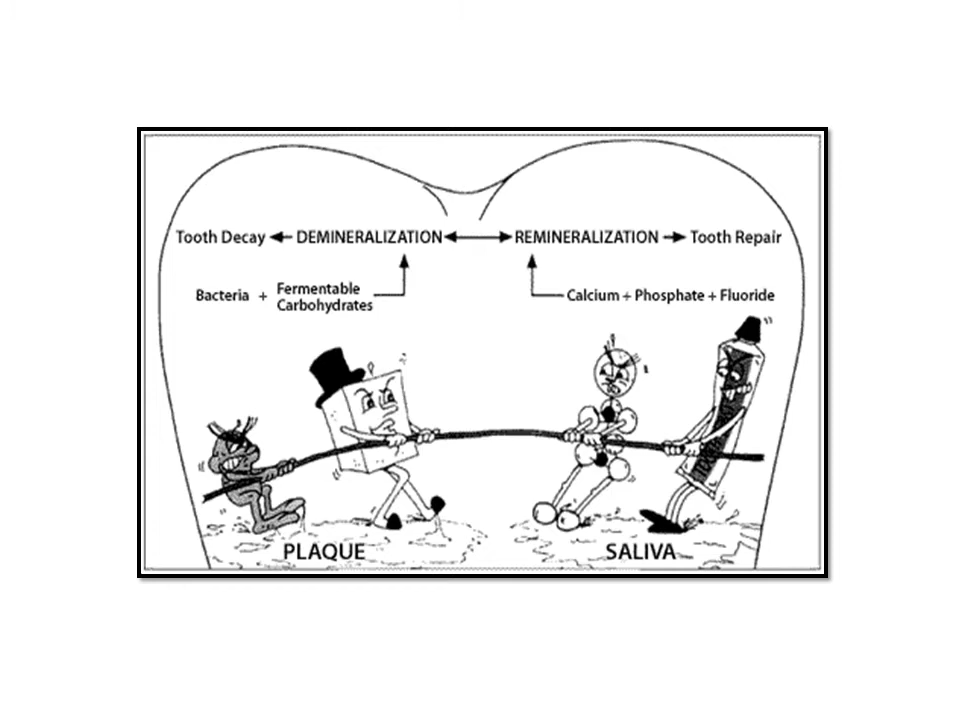 Tooth Decay DEMINERALIZATION REMINERALIZATION Tooth Repair
Bacteria + Fermentable Carbohydrates
Calcium + Phosphate + Fluoride
PLAQUE
SALIVA